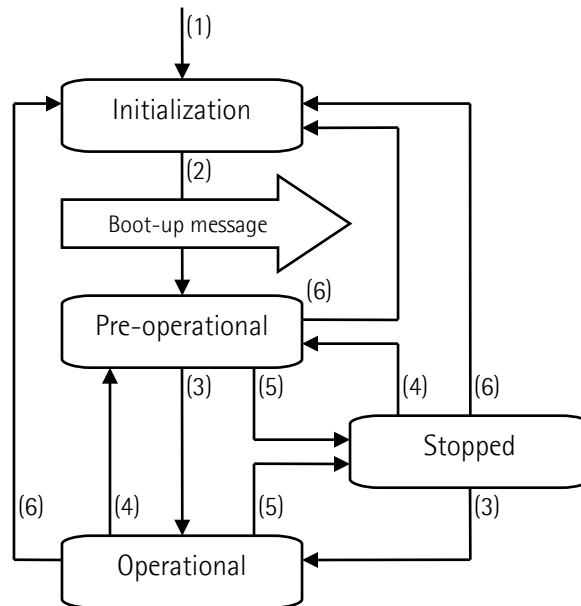 (1)
Initialization
(2)
Boot-up message
(6)
Pre-operational
(3)
(5)
(4)
(6)
Stopped
(6)
(4)
(5)
(3)
Operational